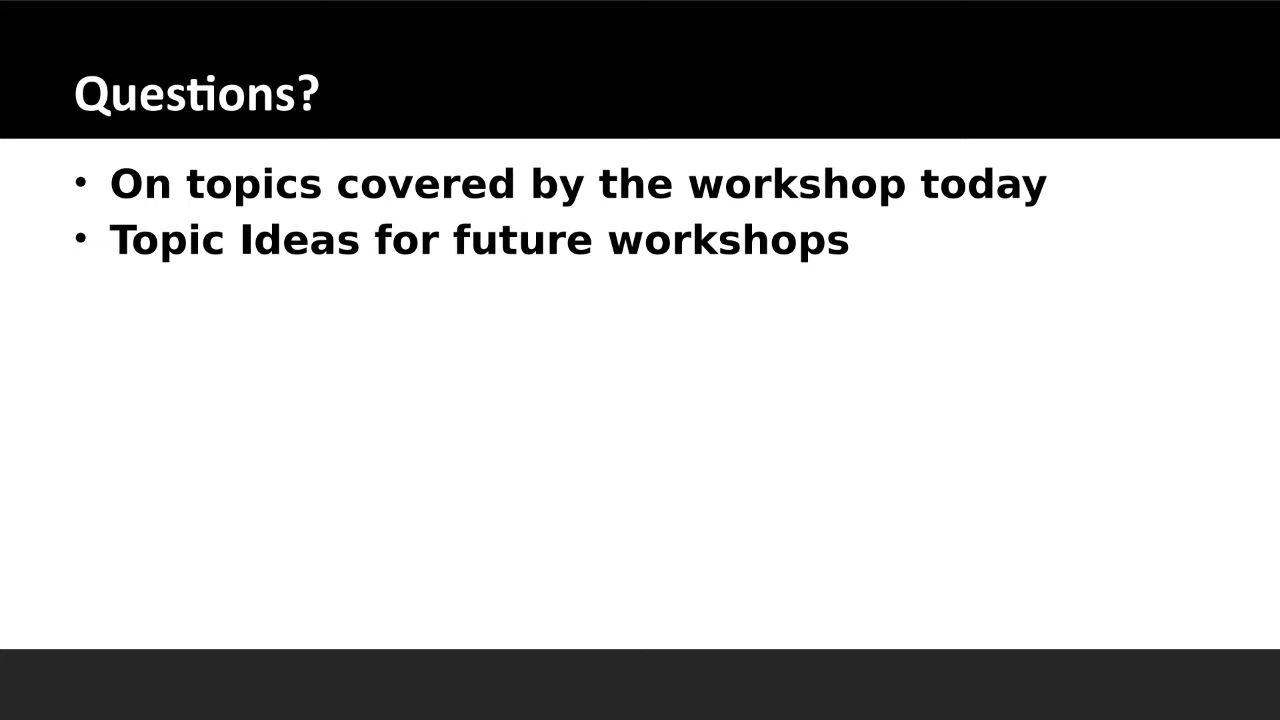 Questions?
• On topics covered by the workshop today
• Topic Ideas for future workshops